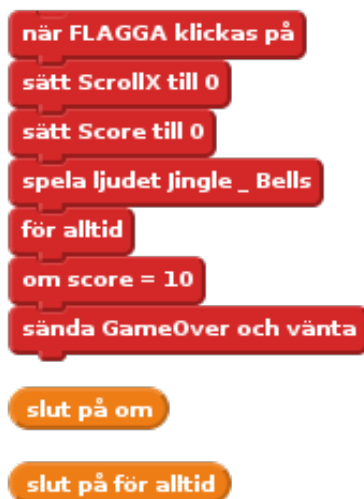 när FLAGGA klickas på
sätt ScrollX till 0
sätt Score till 0
spela ljudet Jingle _ Bells
för alltid
om score = 10
sända GameOver och vänta
slut på om
slut på för alltid